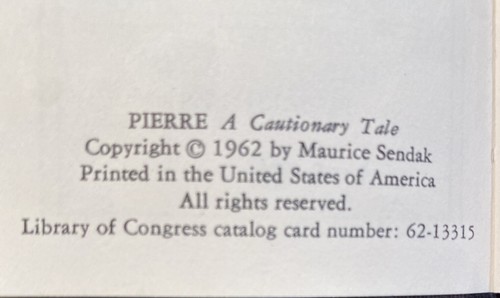 PIERRE A Cautionary Tale
Copyright © 1962 by Maurice Sendak
Printed in the United States of America
All rights reserved.
Library of Congress catalog card number: 62-13315